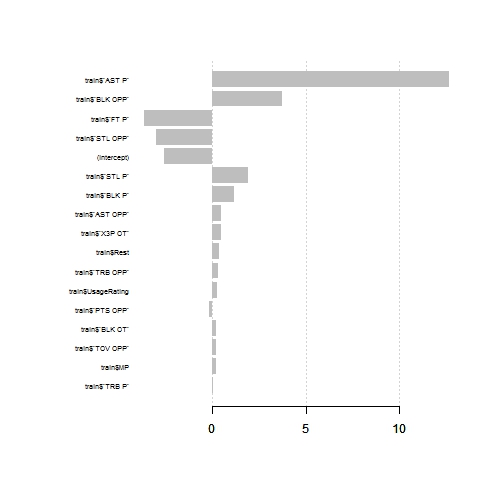 train$`AST P`
train$`BLK OPP`
train$`FT P`
train$`STL OPP`
(Intercept)
train$`STL P`
train$`BLK P`
train$`AST OPP`
train$`X3P OT`
train$Rest
train$`TRB OPP`
train$UsageRating
train$`PTS OPP`
train$`BLK OT`
train$`TOV OPP`
train$MP
train$`TRB P`
0 5 10